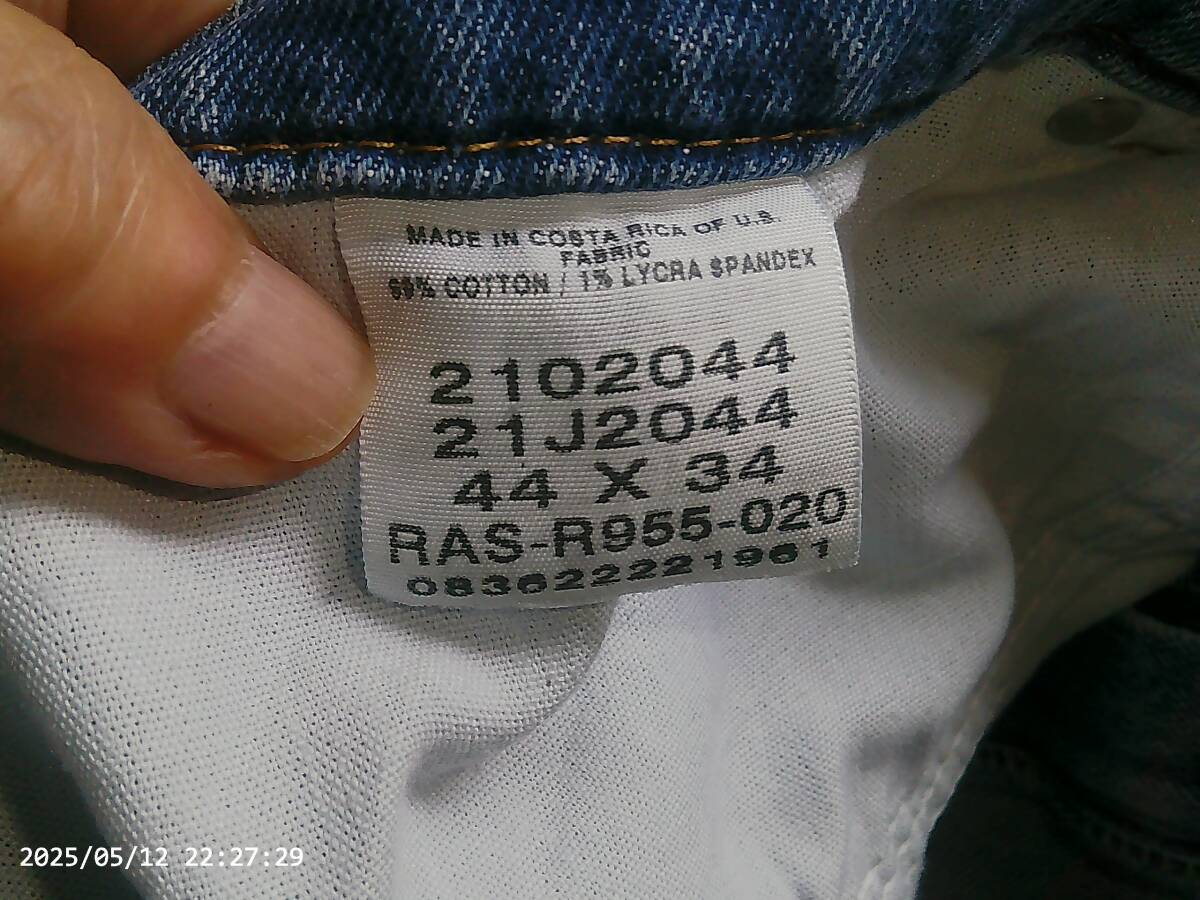 MADE IN COSTA RICA OF U.S.
FABRIC
99% COTTON / 1% LYCRA SPANDEX
2102044
21J2044
44 X 34
RAS-R955-020
083622221961
2025/05/12 22:27:29